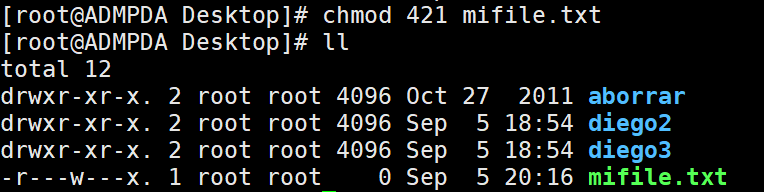 [root@ADMPDA Desktop]# chmod 421 mifile.txt
[root@ADMPDA Desktop]# ll
total 12
drwxr-xr-x. 2 root root 4096 Oct 27  2011 aborrar
drwxr-xr-x. 2 root root 4096 Sep  5 18:54 diego2
drwxr-xr-x. 2 root root 4096 Sep  5 18:54 diego3
-r---w---x. 1 root root    0 Sep  5 20:16 mifile.txt